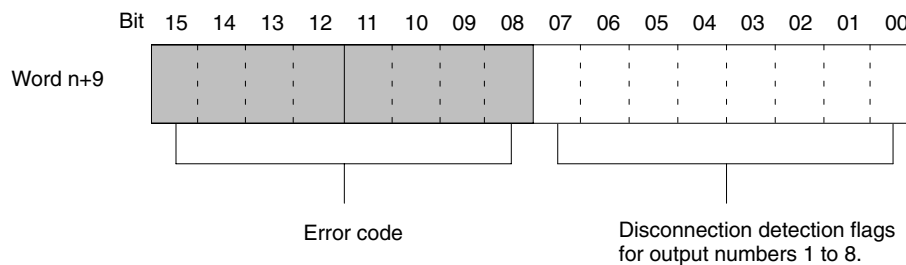 Bit 15 14 13 12 11 10 09 08 07 06 05 04 03 02 01 00
Word n+9
Error code
Disconnection detection flags
for output numbers 1 to 8.